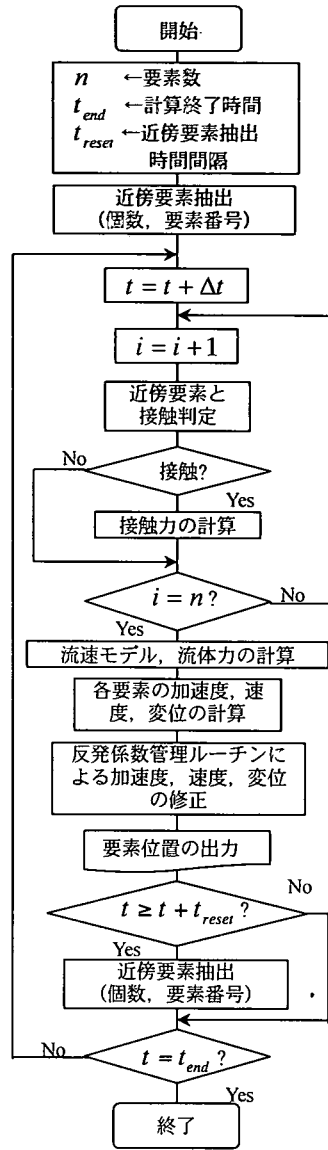 開始
n ←要素数
t_end ←計算終了時間
t_reset ←近傍要素抽出
時間間隔
近傍要素抽出
(個数, 要素番号)
t = t + Δt
i = i + 1
近傍要素と
接触判定
No
接触?
Yes
接触力の計算
i = n ?
No
Yes
流速モデル, 流体力の計算
各要素の加速度, 速
度, 変位の計算
反発係数管理ルーチンに
よる加速度, 速度, 変位
の修正
要素位置の出力
No
t ≥ t + t_reset ?
Yes
近傍要素抽出
(個数, 要素番号)
No
t = t_end ?
Yes
終了